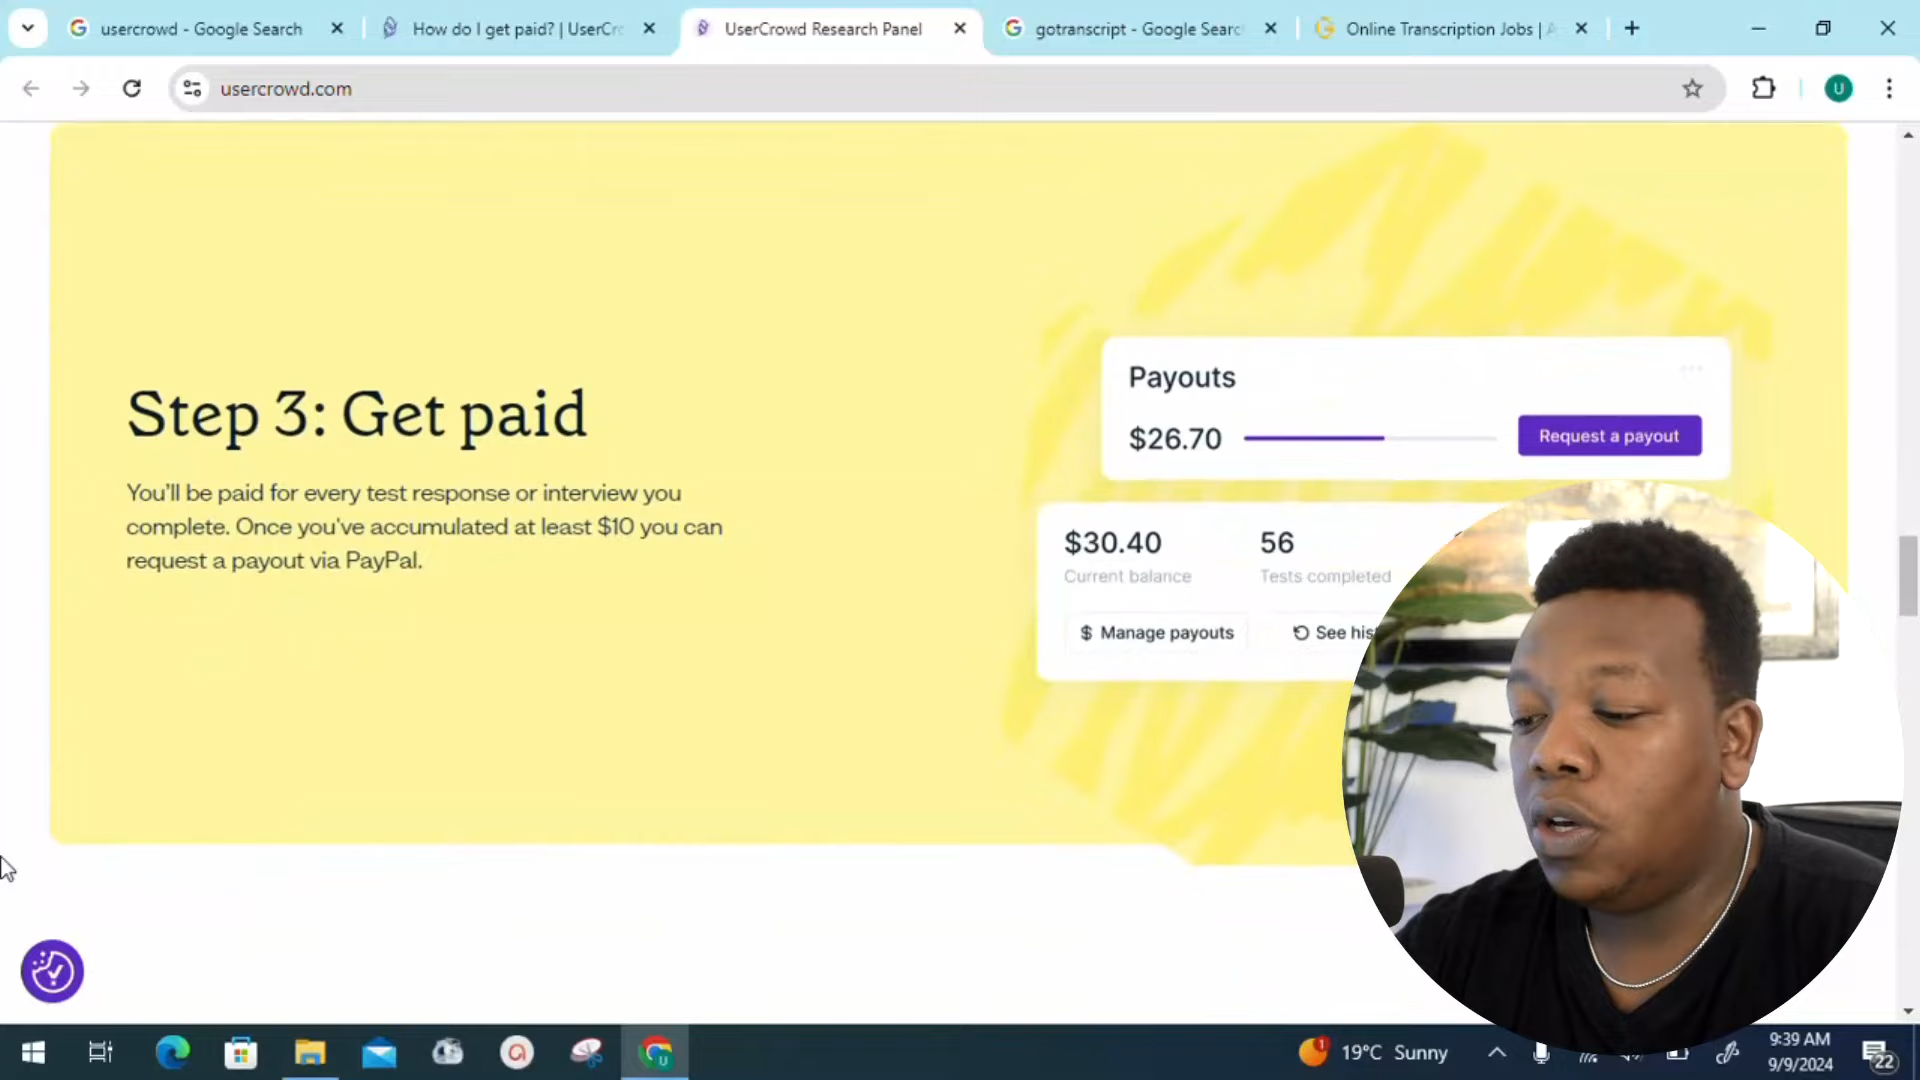 usercrowd - Google Search
How do I get paid? | UserCr
UserCrowd Research Panel
gotranscript - Google Searc
Online Transcription Jobs |
usercrowd.com
U
Step 3: Get paid
You'll be paid for every test response or interview you
complete. Once you've accumulated at least $10 you can
request a payout via PayPal.
Payouts
$26.70
Request a payout
$30.40
56
Current balance
Tests completed
$ Manage payouts
See his
U
1
19°C Sunny
9:39 AM
9/9/2024
22